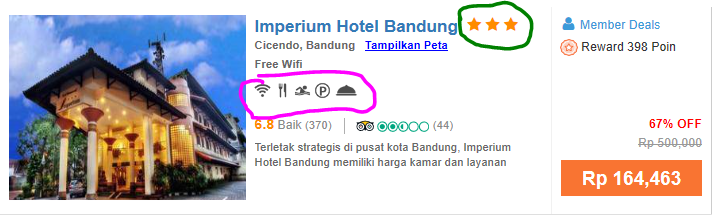 Imperium Hotel Bandung
Cicendo, Bandung Tampilkan Peta
Free Wifi
P
6.8 Baik (370) (44)
Terletak strategis di pusat kota Bandung, Imperium
Hotel Bandung memiliki harga kamar dan layanan
Member Deals
Reward 398 Poin
67% OFF
Rp 500,000
Rp 164,463